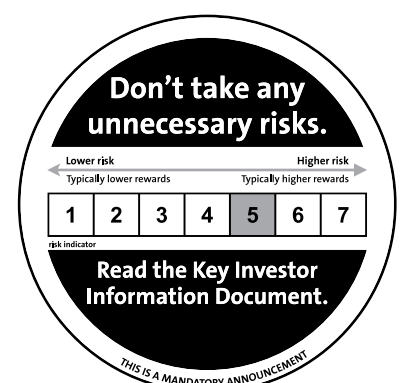 Don't take any
unnecessary risks.
Lower risk Higher risk
Typically lower rewards Typically higher rewards
1 2 3 4 5 6 7
risk indicator
Read the Key Investor
Information Document.
THIS IS A MANDATORY ANNOUNCEMENT